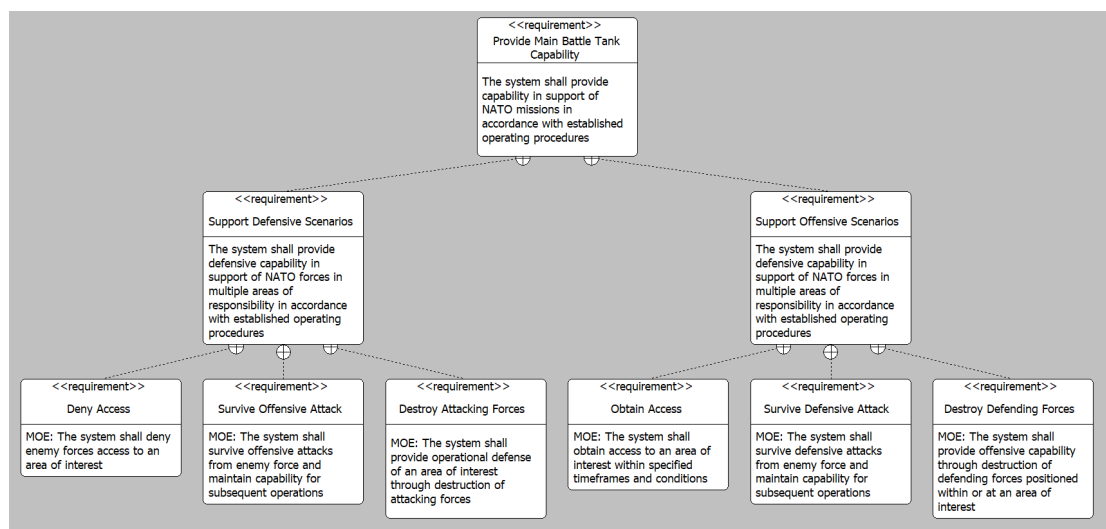 <<requirement>>
Provide Main Battle Tank
Capability
The system shall provide
capability in support of
NATO missions in
accordance with established
operating procedures
<<requirement>>
Support Defensive Scenarios
The system shall provide
defensive capability in
support of NATO forces in
multiple areas of
responsibility in accordance
with established operating
procedures
<<requirement>>
Support Offensive Scenarios
The system shall provide
defensive capability in
support of NATO forces in
multiple areas of
responsibility in accordance
with established operating
procedures
<<requirement>>
Deny Access
MOE: The system shall deny
enemy forces access to an
area of interest
<<requirement>>
Survive Offensive Attack
MOE: The system shall
survive offensive attacks
from enemy force and
maintain capability for
subsequent operations
<<requirement>>
Destroy Attacking Forces
MOE: The system shall
provide operational defense
of an area of interest
through destruction of
attacking forces
<<requirement>>
Obtain Access
MOE: The system shall
obtain access to an area of
interest within specified
timeframes and conditions
<<requirement>>
Survive Defensive Attack
MOE: The system shall
survive defensive attacks
from enemy force and
maintain capability for
subsequent operations
<<requirement>>
Destroy Defending Forces
MOE: The system shall
provide offensive capability
through destruction of
defending forces positioned
within or at an area of
interest